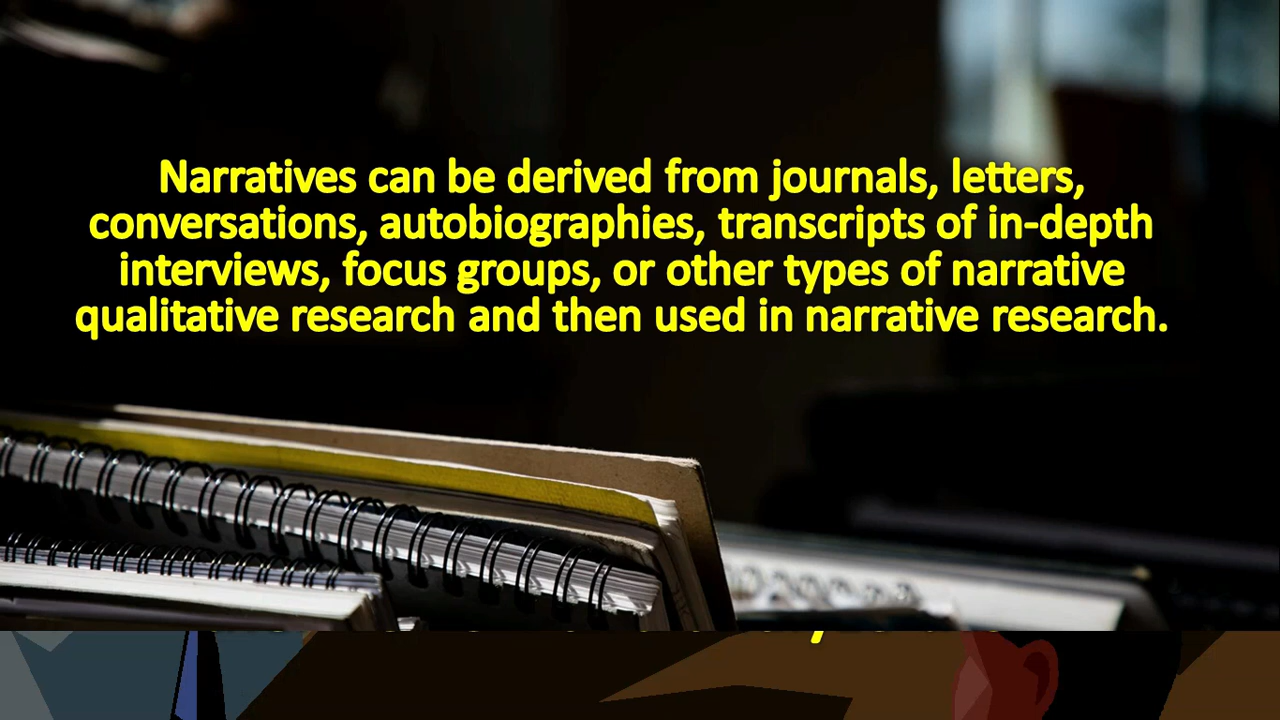 Narratives can be derived from journals, letters,
conversations, autobiographies, transcripts of in-depth
interviews, focus groups, or other types of narrative
qualitative research and then used in narrative research.